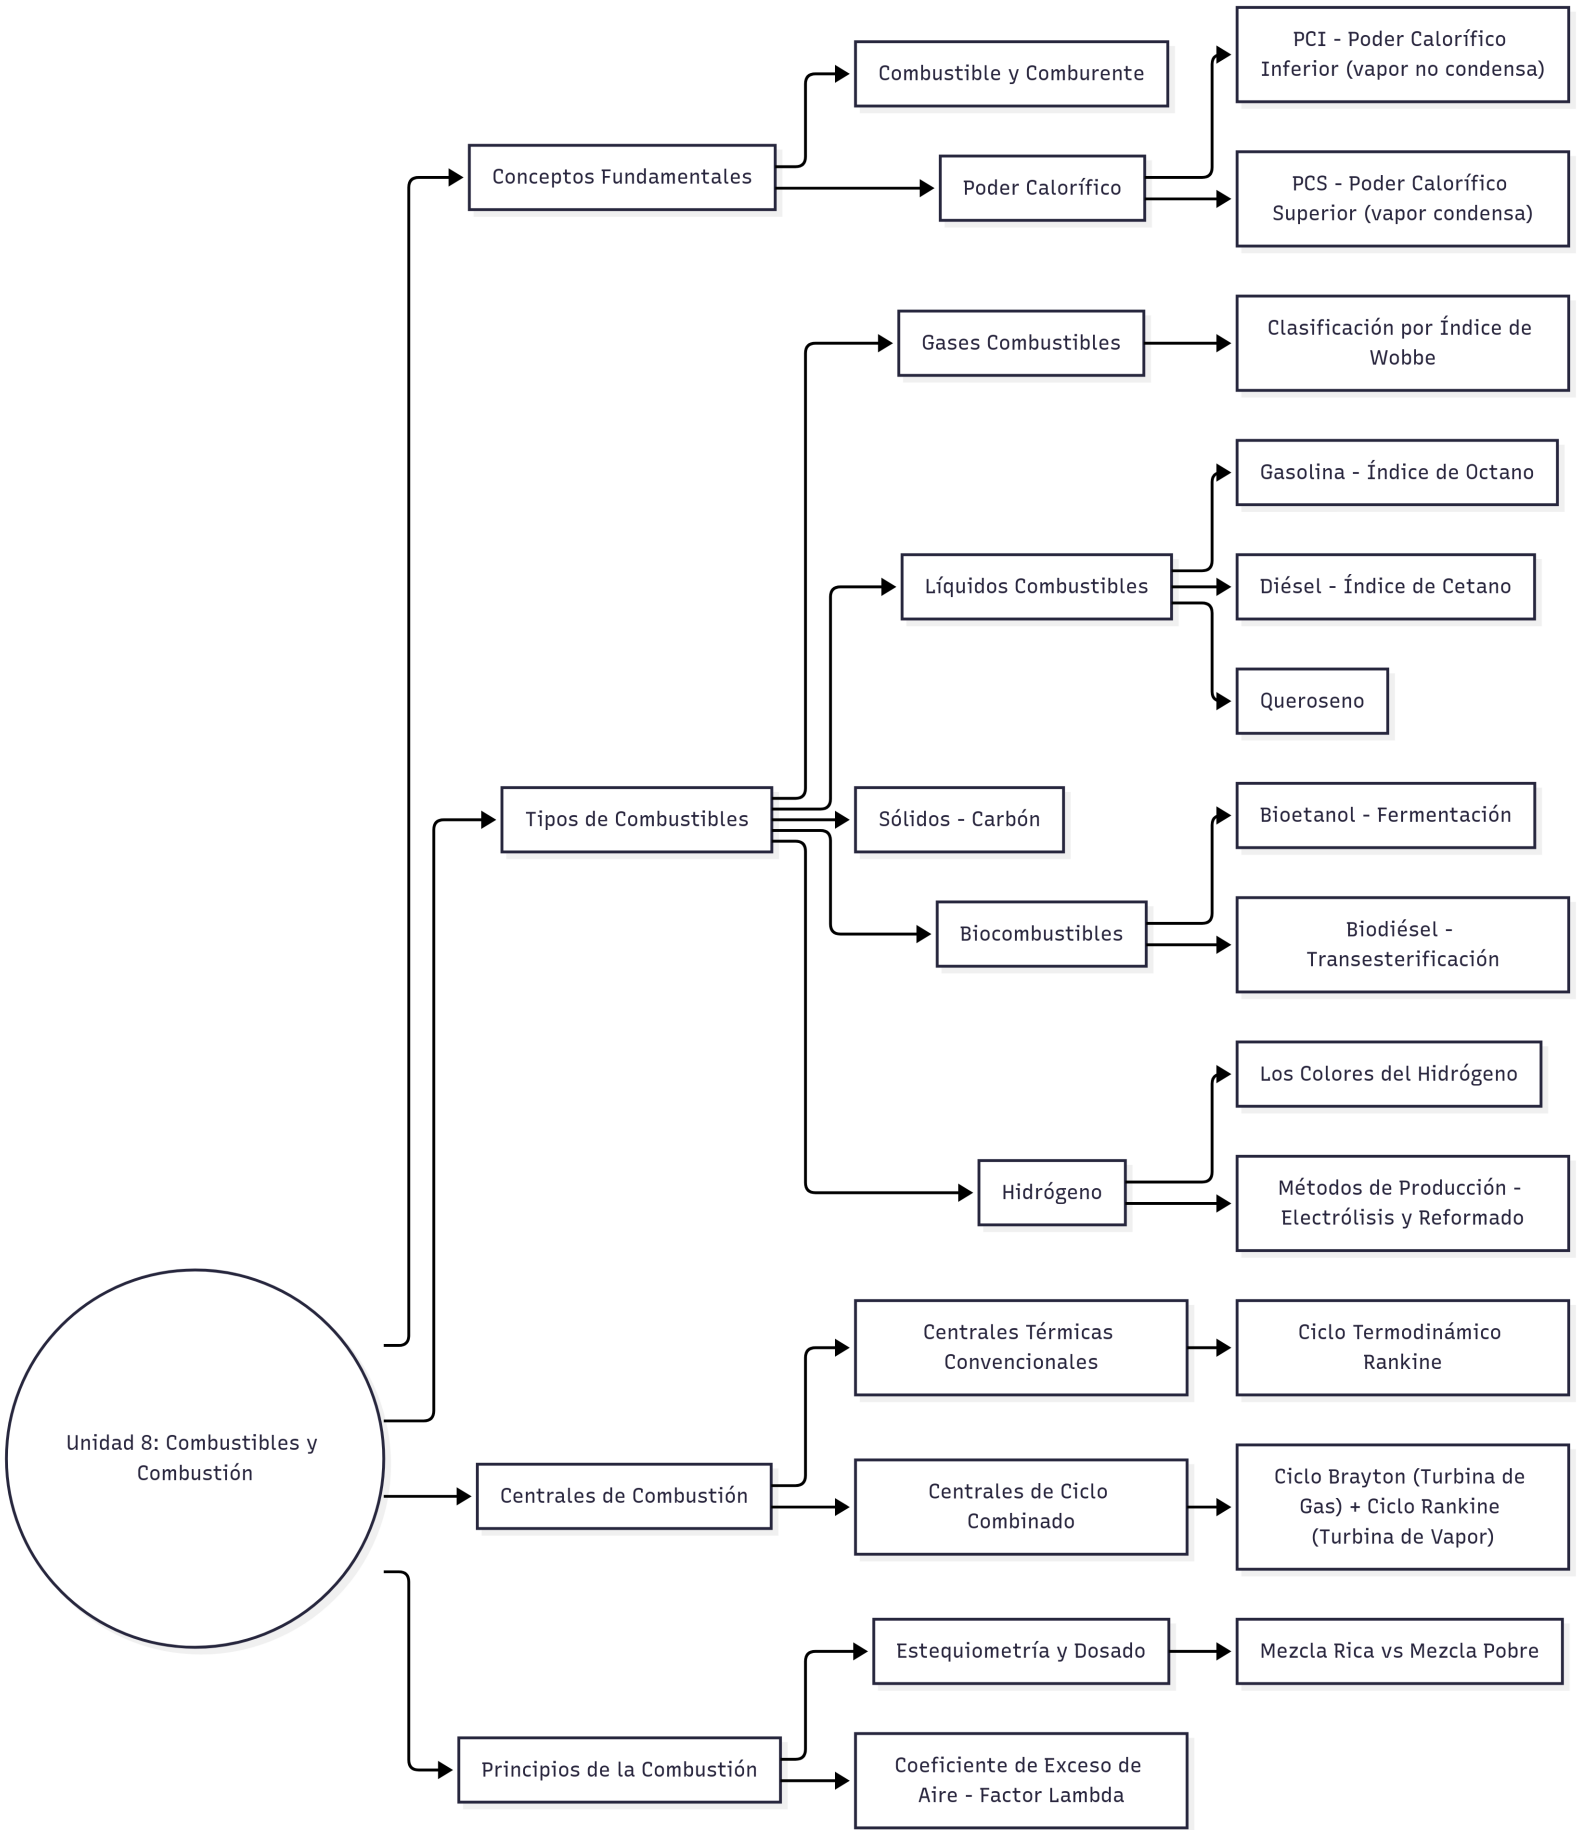 Unidad 8: Combustibles y
Combustión
Conceptos Fundamentales
Combustible y Comburente
Poder Calorífico
PCI - Poder Calorífico
Inferior (vapor no condensa)
PCS - Poder Calorífico
Superior (vapor condensa)
Tipos de Combustibles
Gases Combustibles
Clasificación por Índice de
Wobbe
Líquidos Combustibles
Gasolina - Índice de Octano
Diésel - Índice de Cetano
Queroseno
Sólidos - Carbón
Biocombustibles
Bioetanol - Fermentación
Biodiésel -
Transesterificación
Hidrógeno
Los Colores del Hidrógeno
Métodos de Producción -
Electrólisis y Reformado
Centrales de Combustión
Centrales Térmicas
Convencionales
Ciclo Termodinámico
Rankine
Centrales de Ciclo
Combinado
Ciclo Brayton (Turbina de
Gas) + Ciclo Rankine
(Turbina de Vapor)
Principios de la Combustión
Estequiometría y Dosado
Mezcla Rica vs Mezcla Pobre
Coeficiente de Exceso de
Aire - Factor Lambda